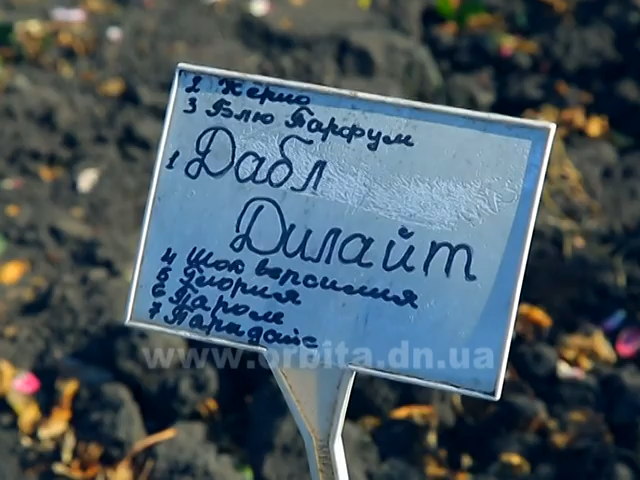 2 Керио
3 Блю Парфум
1 Дабл
Дилайт
4 Шок версилия
5 Глория
6 Пароле
7 Парадайс
www.orbita.dn.ua